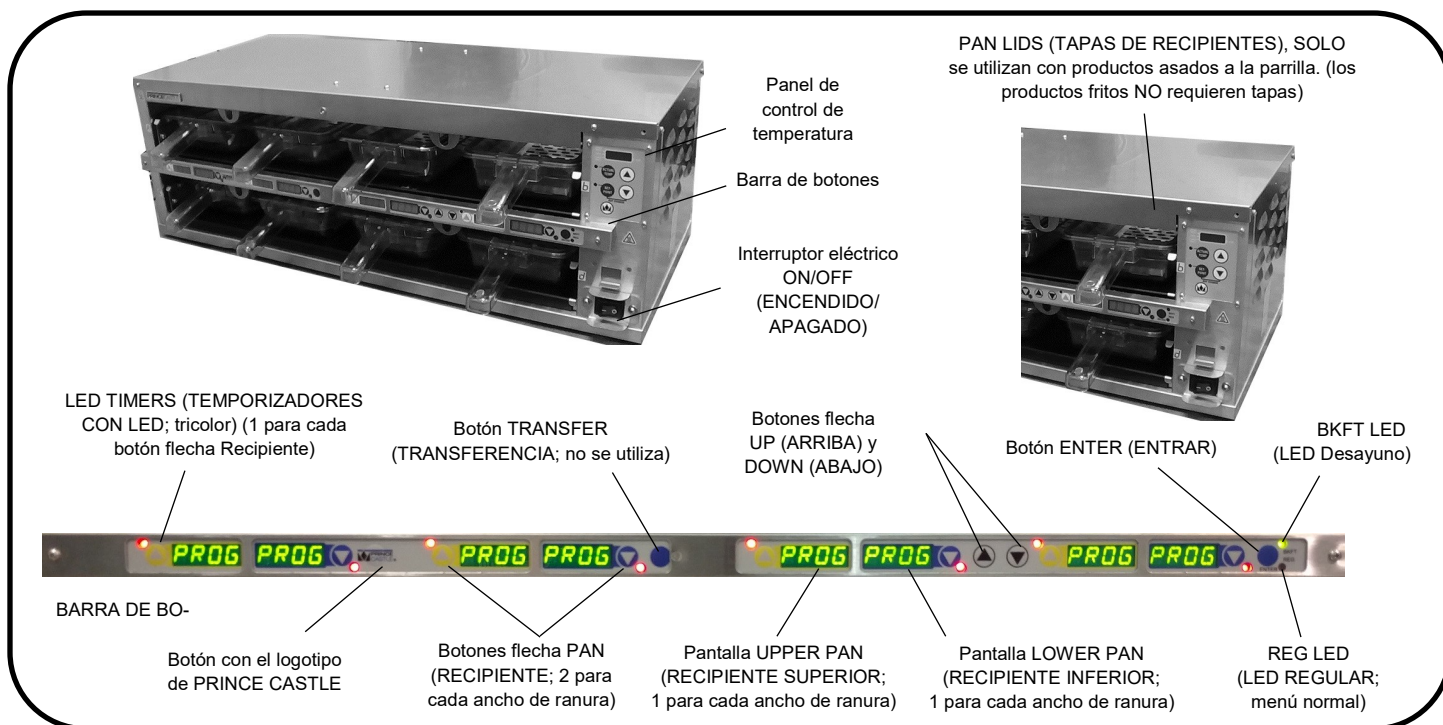 PAN LIDS (TAPAS DE RECIPIENTES), SOLO
se utilizan con productos asados a la parrilla. (los
productos fritos NO requieren tapas)
Panel de
control de
temperatura
Barra de botones
Interruptor eléctrico
ON/OFF
(ENCENDIDO/
APAGADO)
LED TIMERS (TEMPORIZADORES
CON LED; tricolor) (1 para cada
botón flecha Recipiente)
Botón TRANSFER
(TRANSFERENCIA; no se utiliza)
Botones flecha
UP (ARRIBA) y
DOWN (ABAJO)
Botón ENTER (ENTRAR)
BKFT LED
(LED Desayuno)
PROG PROG PRINCE CASTLE PROG PROG PROG PROG PROG PROG
BKFT
REG
ENTER
BARRA DE BO-
Botón con el logotipo
de PRINCE CASTLE
Botones flecha PAN
(RECIPIENTE; 2 para
cada ancho de ranura)
Pantalla UPPER PAN
(RECIPIENTE SUPERIOR;
1 para cada ancho de ranura)
Pantalla LOWER PAN
(RECIPIENTE INFERIOR;
1 para cada ancho de ranura)
REG LED
(LED REGULAR;
menú normal)